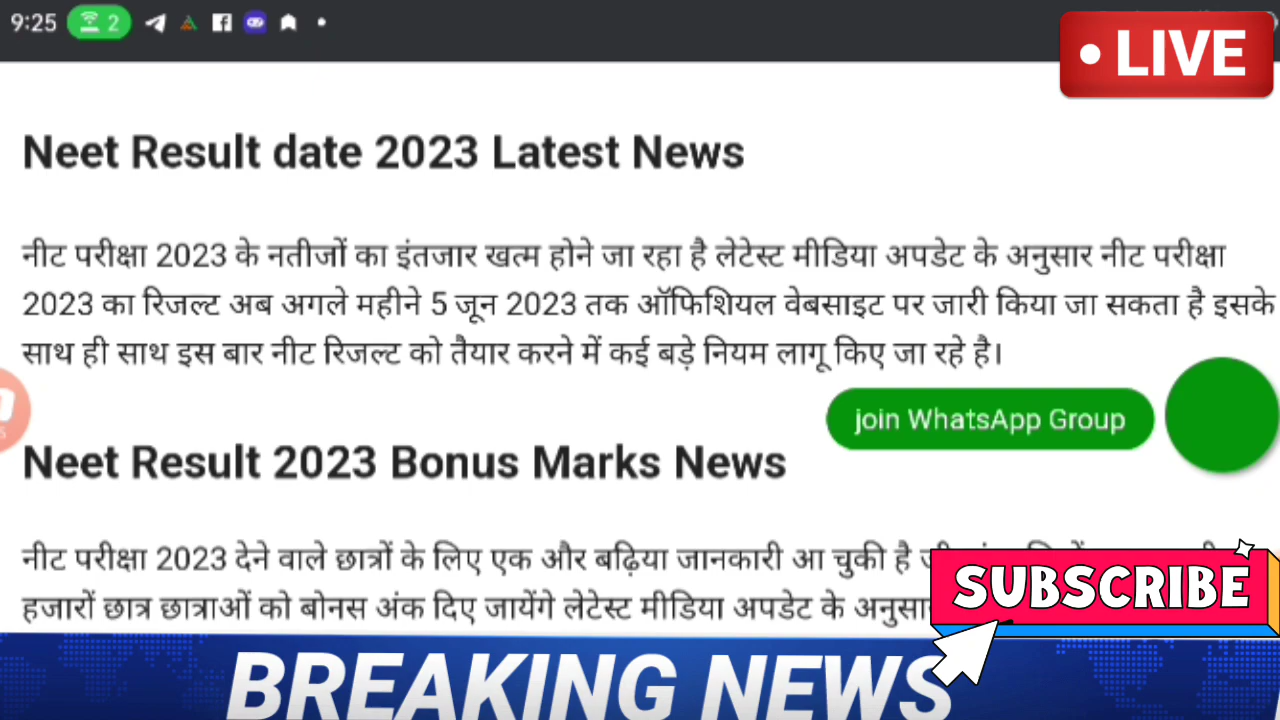 9:25 2
LIVE
Neet Result date 2023 Latest News
नीट परीक्षा 2023 के नतीजों का इंतजार खत्म होने जा रहा है लेटेस्ट मीडिया अपडेट के अनुसार नीट परीक्षा
2023 का रिजल्ट अब अगले महीने 5 जून 2023 तक ऑफिशियल वेबसाइट पर जारी किया जा सकता है इसके
साथ ही साथ इस बार नीट रिजल्ट को तैयार करने में कई बड़े नियम लागू किए जा रहे है।
join WhatsApp Group
Neet Result 2023 Bonus Marks News
नीट परीक्षा 2023 देने वाले छात्रों के लिए एक और बढ़िया जानकारी आ चुकी है
हजारों छात्र छात्राओं को बोनस अंक दिए जायेंगे लेटेस्ट मीडिया अपडेट के अनुसार
SUBSCRIBE
BREAKING NEWS